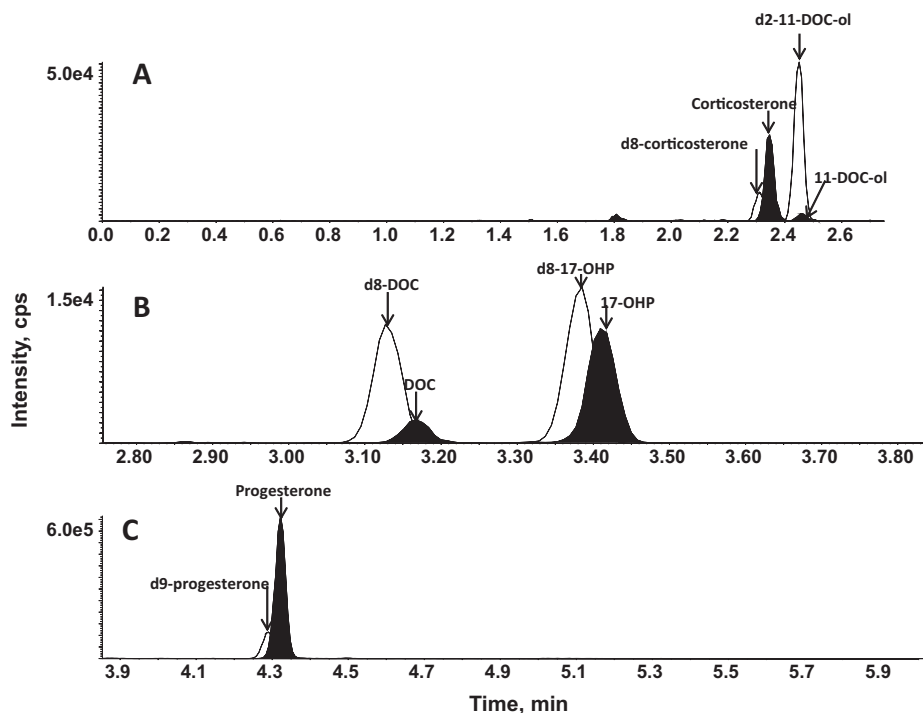 d2-11-DOC-ol
A
5.0e4
Corticosterone
d8-corticosterone
11-DOC-ol
0.0 0.2 0.4 0.6 0.8 1.0 1.2 1.4 1.6 1.8 2.0 2.2 2.4 2.6
d8-17-OHP
d8-DOC
B
1.5e4
17-OHP
DOC
2.80 2.90 3.00 3.10 3.20 3.30 3.40 3.50 3.60 3.70 3.80
Intensity, cps
Progesterone
C
6.0e5
d9-progesterone
3.9 4.1 4.3 4.5 4.7 4.9 5.1 5.3 5.5 5.7 5.9
Time, min